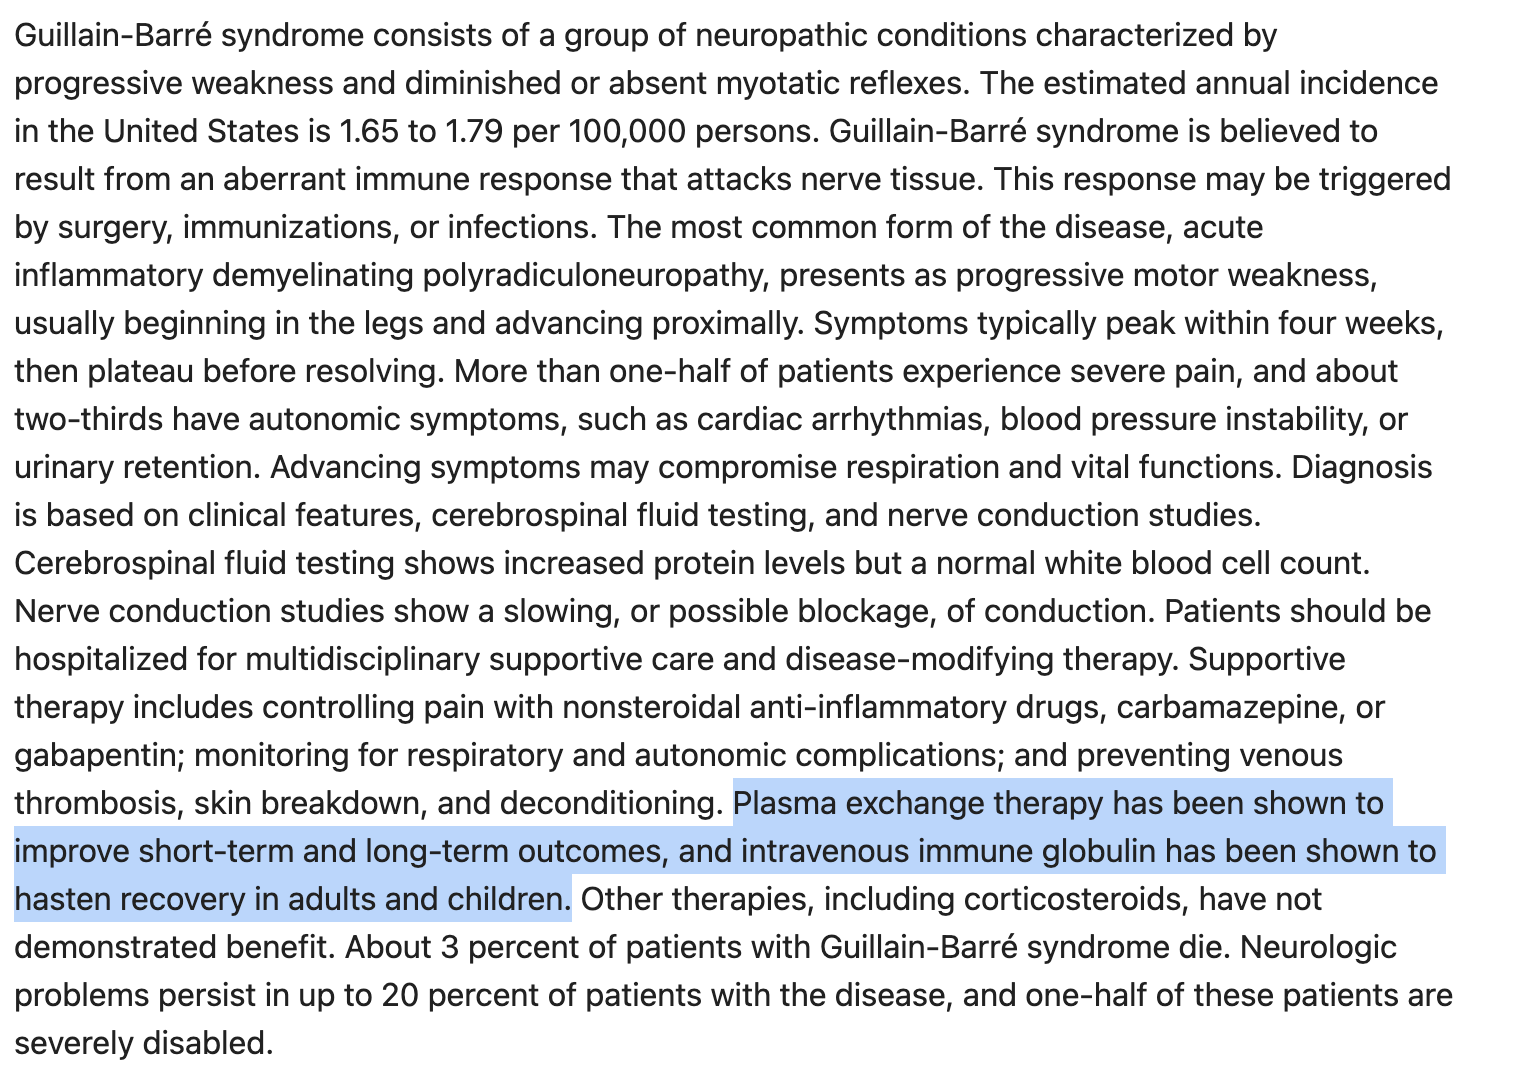 Guillain-Barré syndrome consists of a group of neuropathic conditions characterized by
progressive weakness and diminished or absent myotatic reflexes. The estimated annual incidence
in the United States is 1.65 to 1.79 per 100,000 persons. Guillain-Barré syndrome is believed to
result from an aberrant immune response that attacks nerve tissue. This response may be triggered
by surgery, immunizations, or infections. The most common form of the disease, acute
inflammatory demyelinating polyradiculoneuropathy, presents as progressive motor weakness,
usually beginning in the legs and advancing proximally. Symptoms typically peak within four weeks,
then plateau before resolving. More than one-half of patients experience severe pain, and about
two-thirds have autonomic symptoms, such as cardiac arrhythmias, blood pressure instability, or
urinary retention. Advancing symptoms may compromise respiration and vital functions. Diagnosis
is based on clinical features, cerebrospinal fluid testing, and nerve conduction studies.
Cerebrospinal fluid testing shows increased protein levels but a normal white blood cell count.
Nerve conduction studies show a slowing, or possible blockage, of conduction. Patients should be
hospitalized for multidisciplinary supportive care and disease-modifying therapy. Supportive
therapy includes controlling pain with nonsteroidal anti-inflammatory drugs, carbamazepine, or
gabapentin; monitoring for respiratory and autonomic complications; and preventing venous
thrombosis, skin breakdown, and deconditioning. Plasma exchange therapy has been shown to
improve short-term and long-term outcomes, and intravenous immune globulin has been shown to
hasten recovery in adults and children. Other therapies, including corticosteroids, have not
demonstrated benefit. About 3 percent of patients with Guillain-Barré syndrome die. Neurologic
problems persist in up to 20 percent of patients with the disease, and one-half of these patients are
severely disabled.